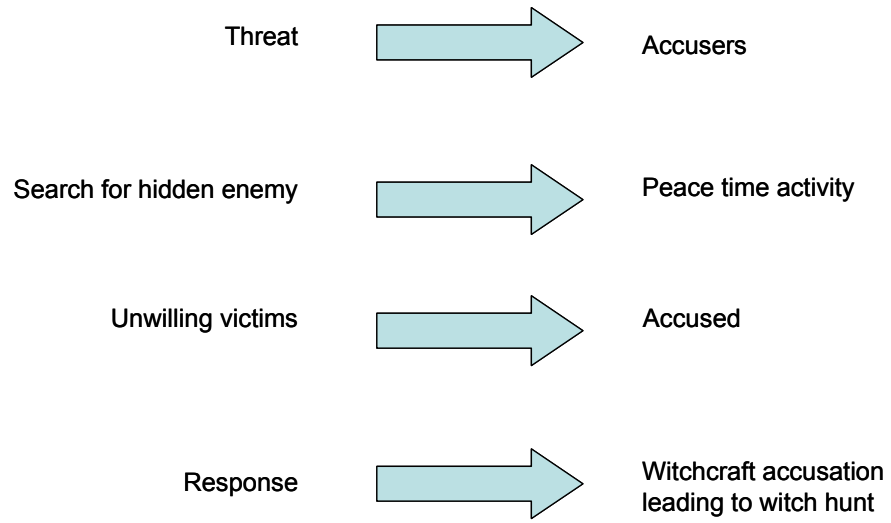 Threat
Accusers
Search for hidden enemy
Peace time activity
Unwilling victims
Accused
Response
Witchcraft accusation
leading to witch hunt